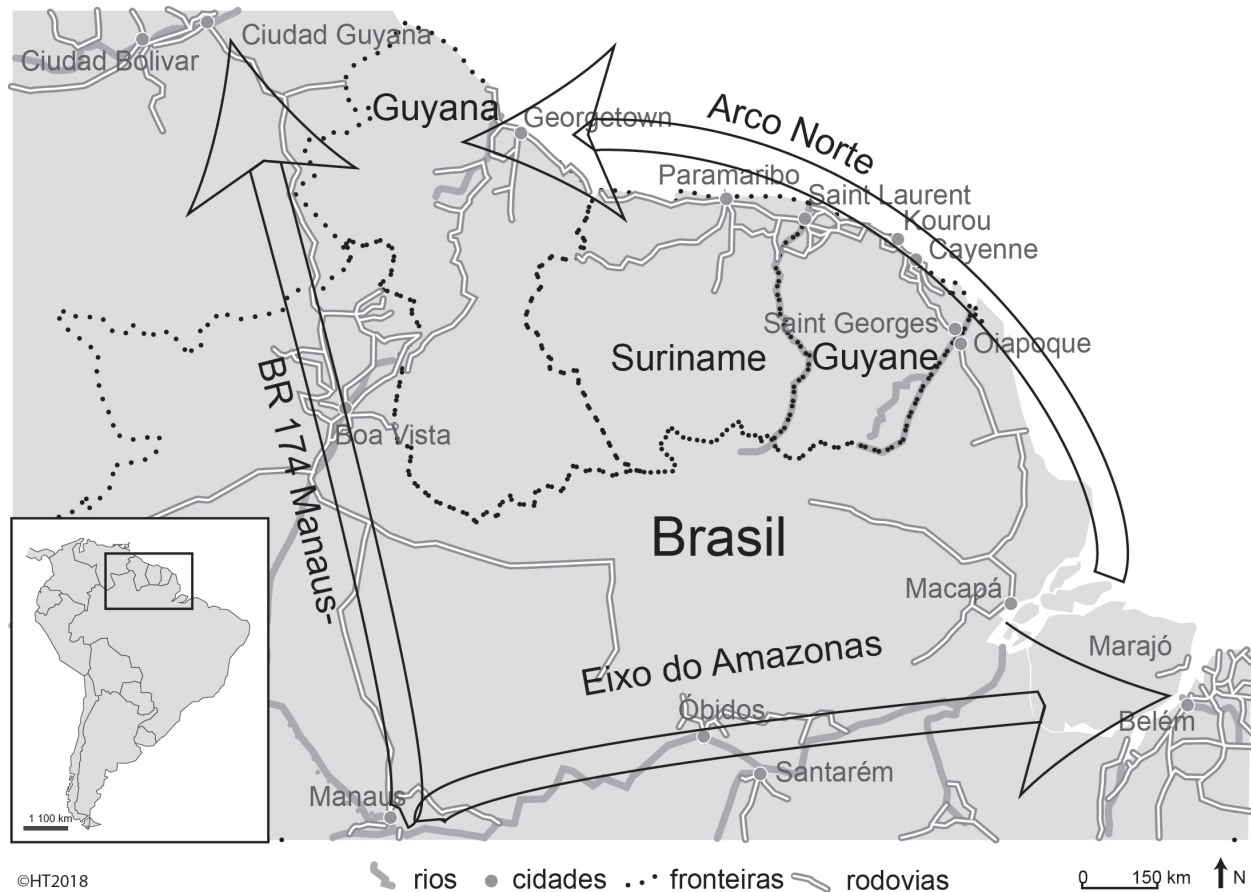 Ciudad Guyana
Ciudad Bolivar
Guyana
Georgetown
Arco Norte
Paramaribo
Saint Laurent
Kourou
Cayenne
Saint Georges
Oiapoque
Suriname
Guyane
BR 174 Manaus-
Boa Vista
Brasil
Macapá
Marajó
Eixo do Amazonas
Óbidos
Belém
Santarém
Manaus
1 100 km
©HT2018
rios
cidades
fronteiras
rodovias
0 150 km
N